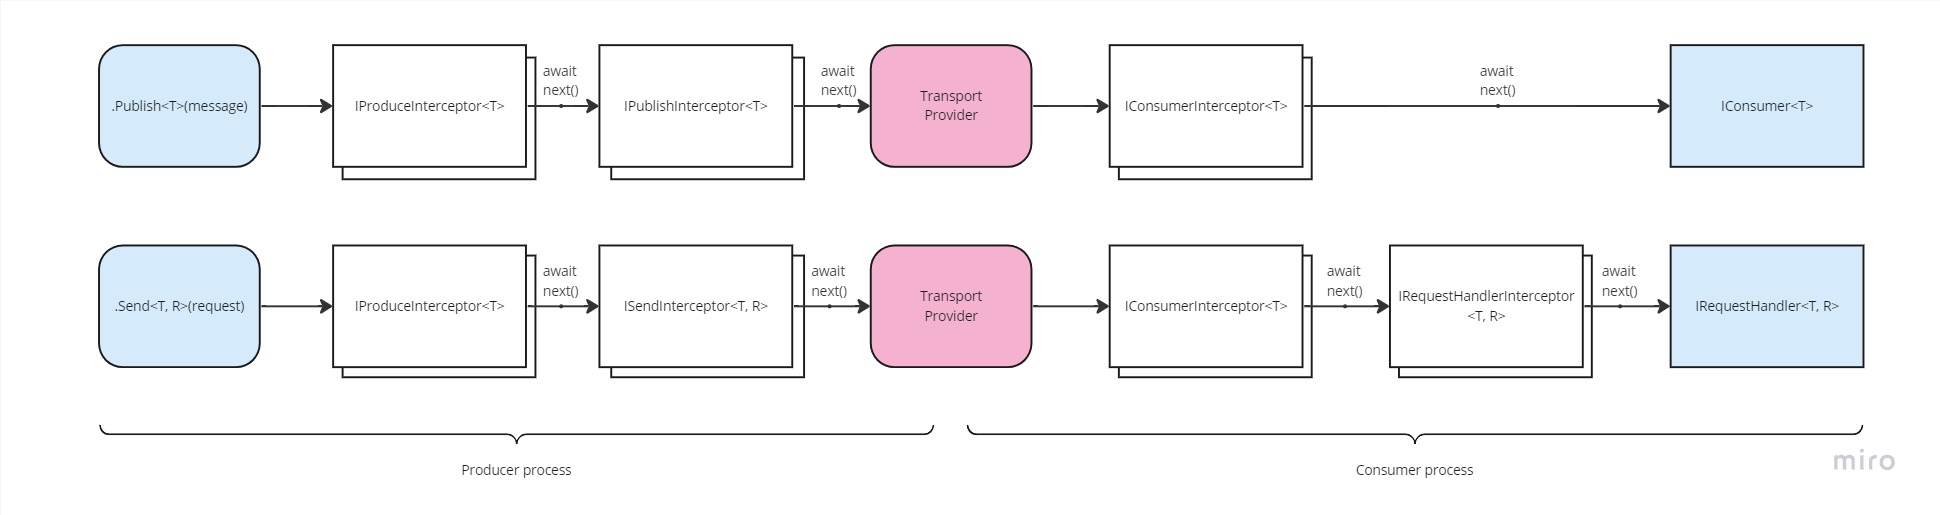 .Publish<T>(message)
IProduceInterceptor<T>
await
next()
IPublishInterceptor<T>
await
next()
Transport
Provider
IConsumerInterceptor<T>
await
next()
IConsumer<T>
.Send<T, R>(request)
IProduceInterceptor<T>
await
next()
ISendInterceptor<T, R>
await
next()
Transport
Provider
IConsumerInterceptor<T>
await
next()
IRequestHandlerInterceptor
<T, R>
await
next()
IRequestHandler<T, R>
Producer process
Consumer process
miro